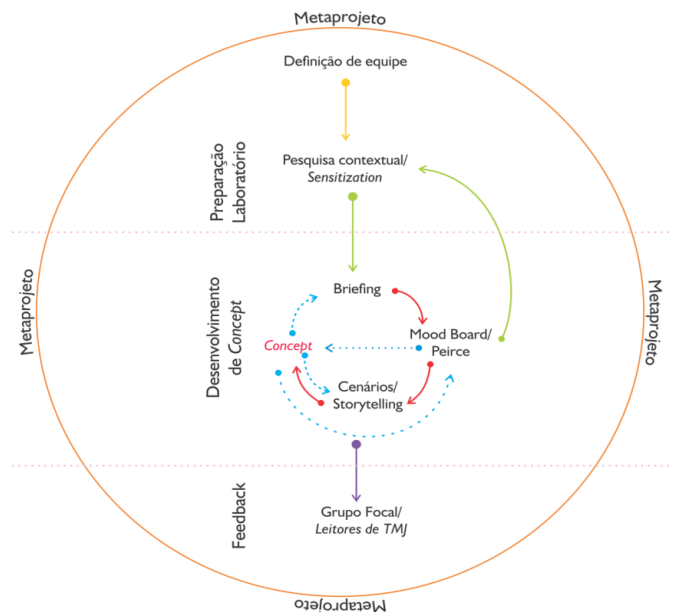 Metaprojeto
Definição de equipe
Preparação
Laboratório
Pesquisa contextual/
Sensitization
Metaprojeto
Metaprojeto
Desenvolvimento
de Concept
Briefing
Mood Board/
Peirce
Concept
Cenários/
Storytelling
Feedback
Grupo Focal/
Leitores de TMJ
Metaprojeto